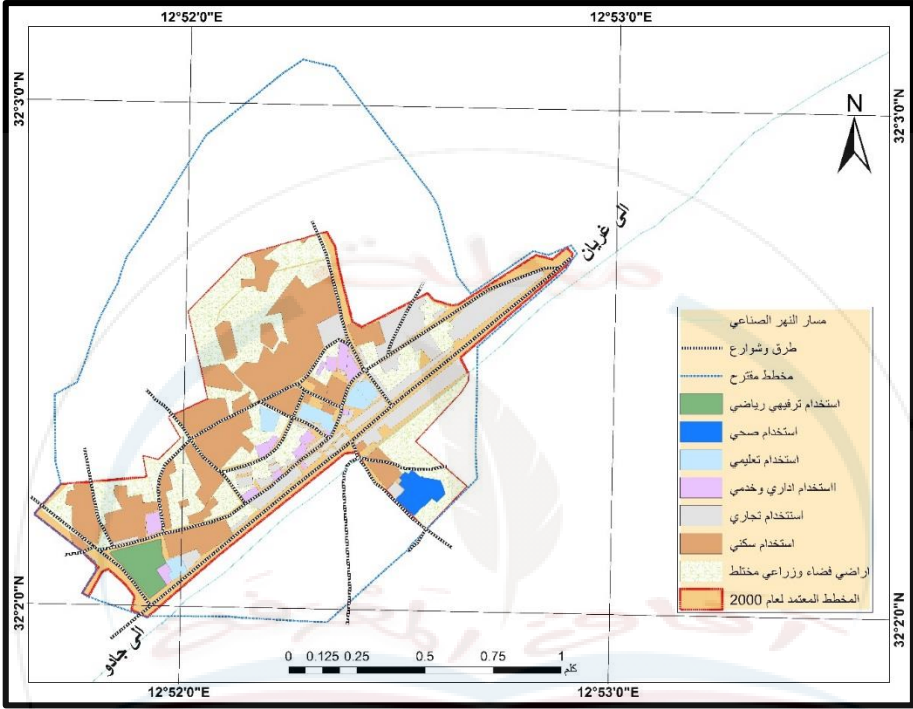 12°52'0"E 12°53'0"E
32°3'0"N 32°3'0"N
N
الى غريان
مسار النهر الصناعي
طرق وشوارع
مخطط مقترح
استخدام ترفيهي رياضي
استخدام صحي
استخدام تعليمي
ااستخدام اداري وخدمي
استتخدام تجاري
استخدام سكني
اراضي فضاء وزراعي مختلط
المخطط المعتمد لعام 2000
32°2'0"N 32°2'0"N
الى جادو
0 0.125 0.25 0.5 0.75 1
كلم
12°52'0"E 12°53'0"E